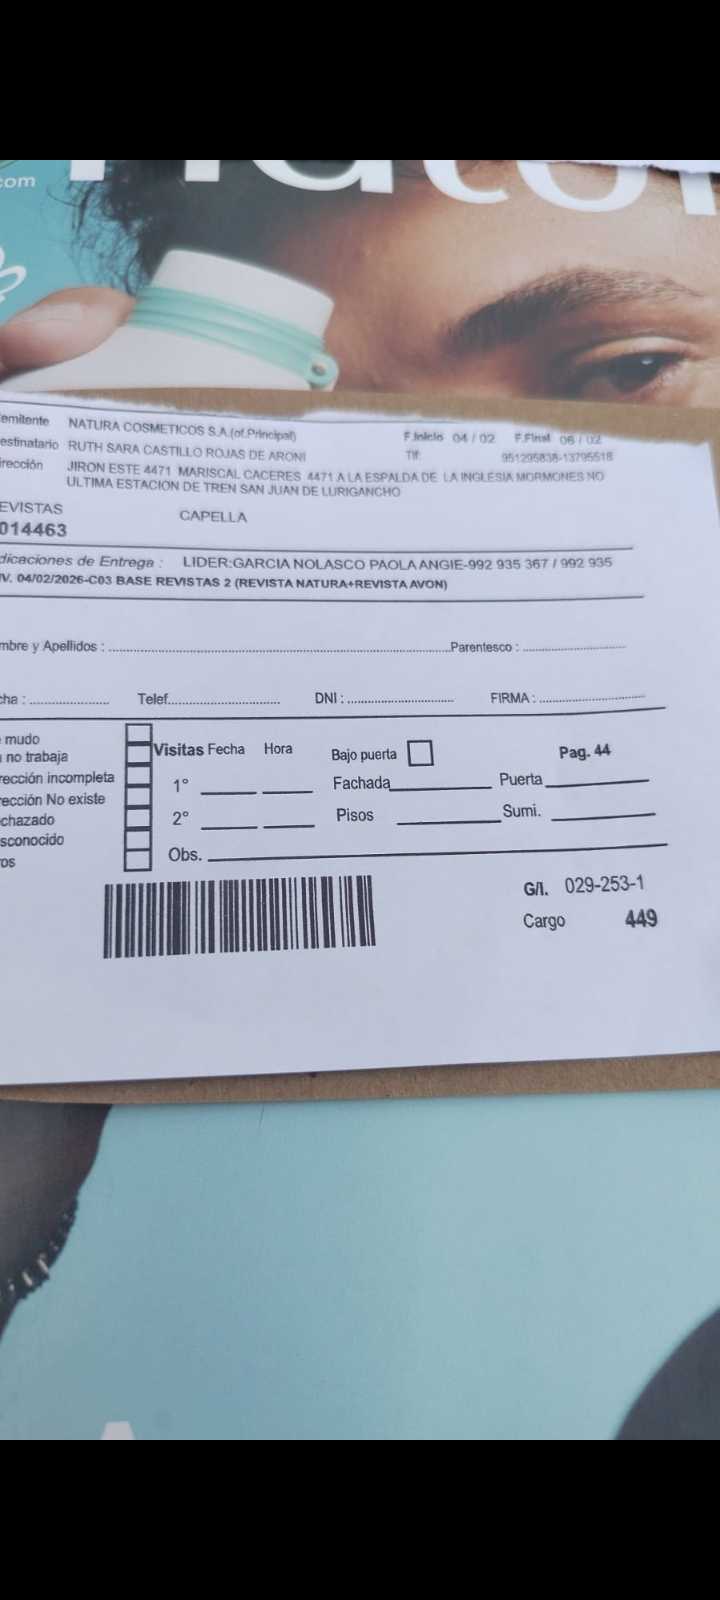 .com
natur
emitente NATURA COSMETICOS S.A.(of.Principal) F.Inicio 04 / 02 F.Final 06 / 02
estinatario RUTH SARA CASTILLO ROJAS DE ARONI Tlf: 951295838-13795518
irección JIRON ESTE 4471 MARISCAL CACERES 4471 A LA ESPALDA DE LA INGLESIA MORMONES NO
ULTIMA ESTACION DE TREN SAN JUAN DE LURIGANCHO
EVISTAS CAPELLA
014463
dicaciones de Entrega : LIDER:GARCIA NOLASCO PAOLA ANGIE-992 935 367 / 992 935
IV. 04/02/2026-C03 BASE REVISTAS 2 (REVISTA NATURA+REVISTA AVON)
mbre y Apellidos : Parentesco :
cha : Telef. DNI : FIRMA :
mudo
no trabaja
rección incompleta
rección No existe
chazado
sconocido
ros
Visitas Fecha Hora Bajo puerta Pag. 44
1° Fachada Puerta
2° Pisos Sumi.
Obs.
G/I. 029-253-1
Cargo 449